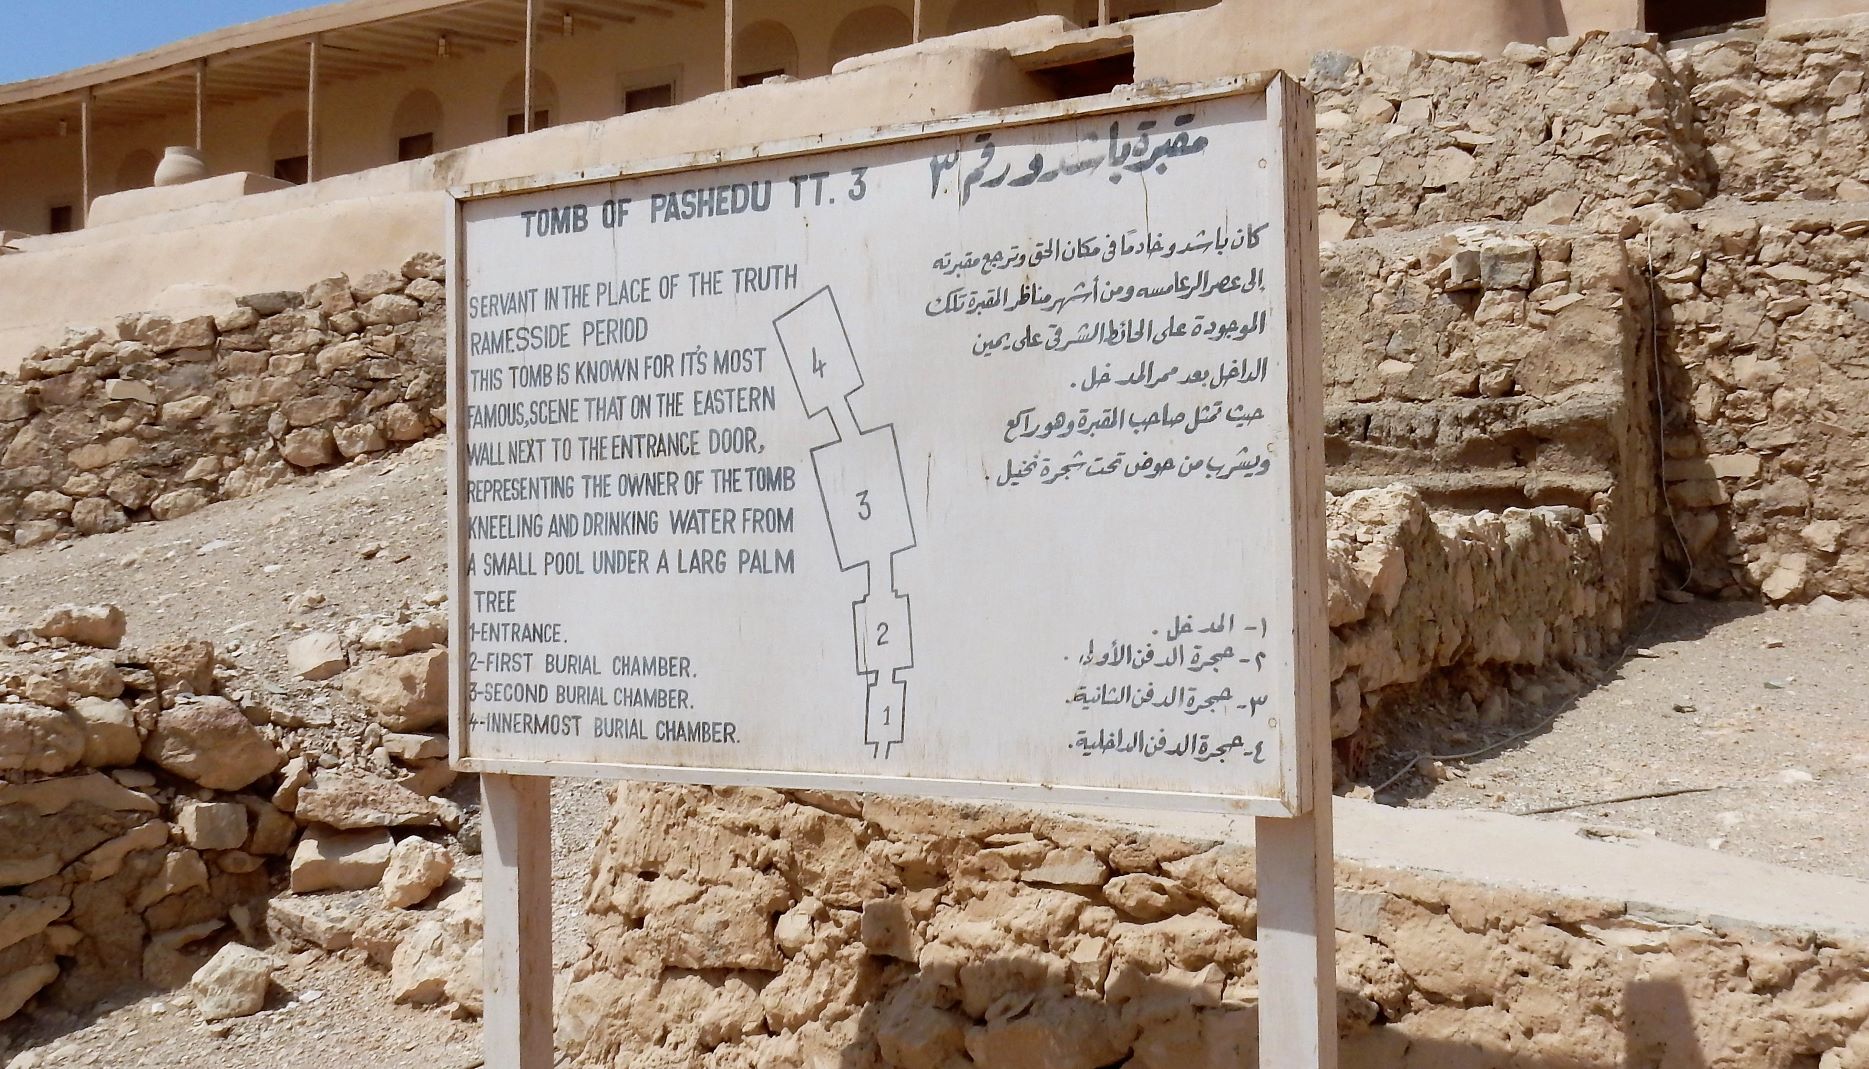 TOMB OF PASHEDU TT. 3
SERVANT IN THE PLACE OF THE TRUTH
RAMESSIDE PERIOD
THIS TOMB IS KNOWN FOR IT'S MOST
FAMOUS, SCENE THAT ON THE EASTERN
WALL NEXT TO THE ENTRANCE DOOR,
REPRESENTING THE OWNER OF THE TOMB
KNEELING AND DRINKING WATER FROM
A SMALL POOL UNDER A LARG PALM
TREE
1-ENTRANCE.
2-FIRST BURIAL CHAMBER.
3-SECOND BURIAL CHAMBER.
4-INNERMOST BURIAL CHAMBER.
4
3
2
1
مقبرة باشدو رقم ٣
كان باشدو خادمًا فى مكان الحق وترجع مقبرته
إلى عصر الرعامسه ومن أشهر مناظر المقبرة تلك
الموجودة على الحائط الشرقى على يمين
الداخل بعد ممر المدخل.
حيث تمثل صاحب المقبرة وهو راكع
ويشرب من حوض تحت شجرة نخيل.
١- المدخل.
٢- حجرة الدفن الأولى.
٣- حجرة الدفن الثانية.
٤- حجرة الدفن الداخلية.